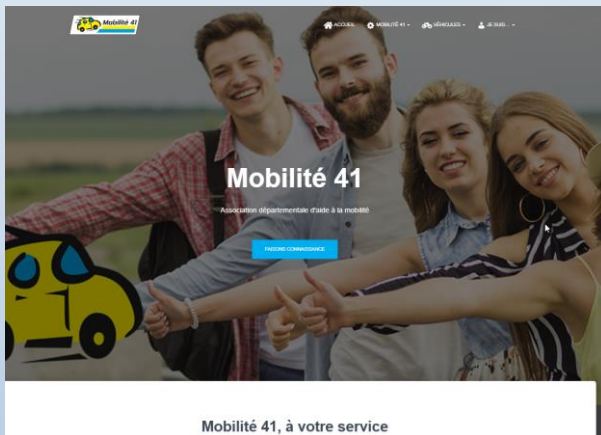 Mobilité 41
ACCUEIL MOBILITÉ 41 VÉHICULES JE SUIS...
Mobilité 41
Association départementale d'aide à la mobilité
FAISONS CONNAISSANCE
Mobilité 41, à votre service